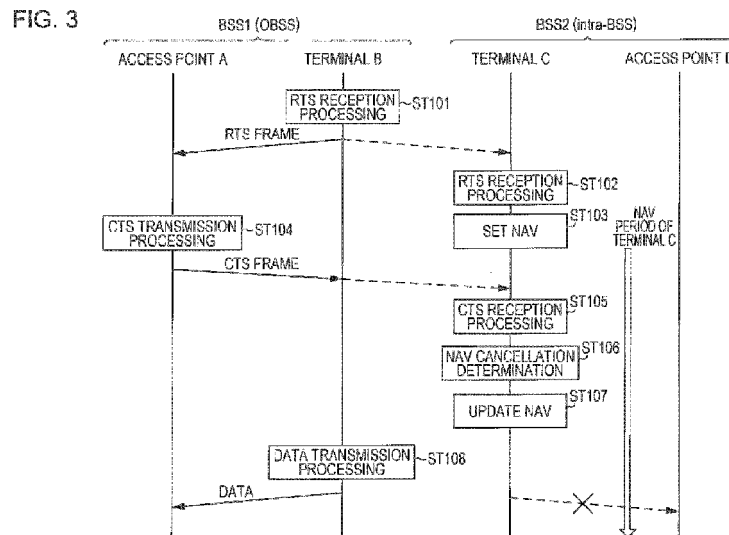 FIG. 3
BSS1 (OBSS)
BSS2 (intra-BSS)
ACCESS POINT A
TERMINAL B
TERMINAL C
ACCESS POINT D
RTS RECEPTION
PROCESSING
ST101
RTS FRAME
RTS RECEPTION
PROCESSING
ST102
CTS TRANSMISSION
PROCESSING
ST104
ST103
SET NAV
NAV
PERIOD OF
TERMINAL C
CTS FRAME
CTS RECEPTION
PROCESSING
ST105
NAV CANCELLATION
DETERMINATION
ST106
ST107
UPDATE NAV
DATA TRANSMISSION
PROCESSING
ST108
DATA